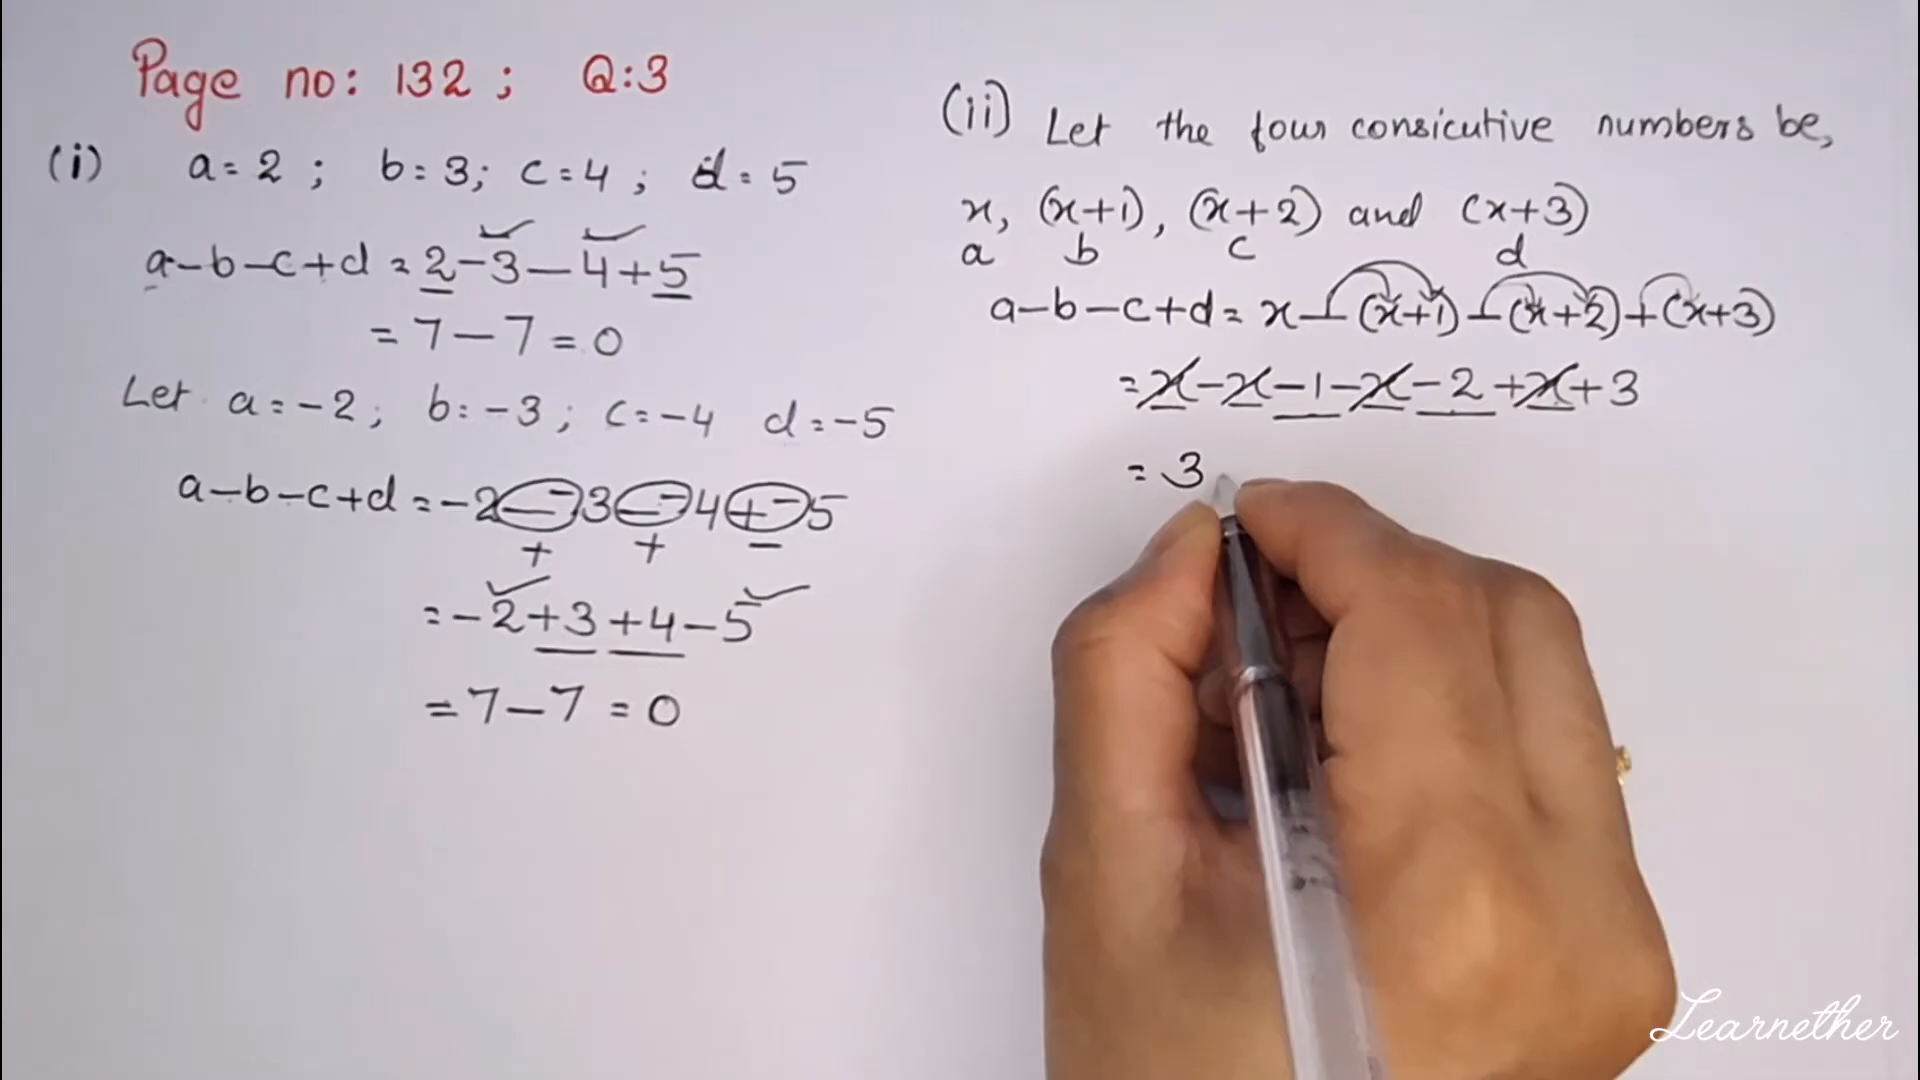 Page no: 132 ; Q:3
(i) a = 2 ; b = 3; c = 4 ; d = 5
a-b-c+d = 2-3-4+5
= 7-7 = 0
Let a = -2; b = -3; c = -4 d = -5
a-b-c+d = -2--3--4+-5
+ + -
= -2+3+4-5
= 7-7 = 0
(ii) Let the four consicutive numbers be,
x, (x+1), (x+2) and (x+3)
a b c d
a-b-c+d = x-(x+1)-(x+2)+(x+3)
= x-x-1-x-2+x+3
= 3
Learnether